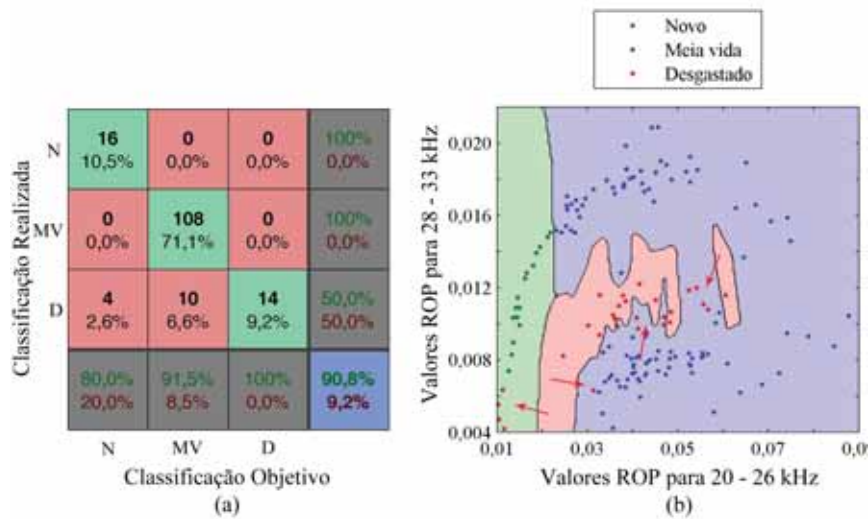 Novo
Meia vida
Desgastado
Classificação Realizada
N
16
10,5%
0
0,0%
0
0,0%
100%
0,0%
MV
0
0,0%
108
71,1%
0
0,0%
100%
0,0%
D
4
2,6%
10
6,6%
14
9,2%
50,0%
50,0%
80,0%
20,0%
91,5%
8,5%
100%
0,0%
90,8%
9,2%
N MV D
Classificação Objetivo
(a)
Valores ROP para 28 - 33 kHz
0,020
0,016
0,012
0,008
0,004
0,01 0,03 0,05 0,07 0,0
Valores ROP para 20 - 26 kHz
(b)